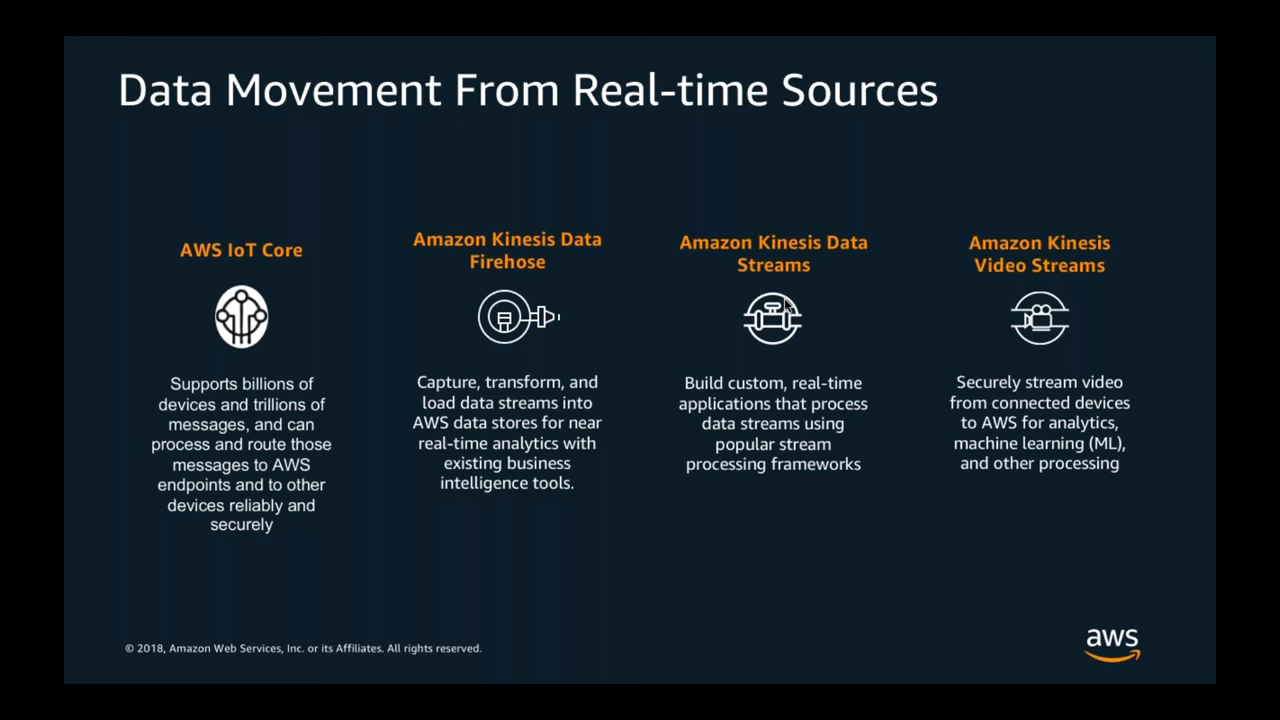 Data Movement From Real-time Sources
AWS IoT Core
Supports billions of
devices and trillions of
messages, and can
process and route those
messages to AWS
endpoints and to other
devices reliably and
securely
Amazon Kinesis Data
Firehose
Capture, transform, and
load data streams into
AWS data stores for near
real-time analytics with
existing business
intelligence tools.
Amazon Kinesis Data
Streams
Build custom, real-time
applications that process
data streams using
popular stream
processing frameworks
Amazon Kinesis
Video Streams
Securely stream video
from connected devices
to AWS for analytics,
machine learning (ML),
and other processing
© 2018, Amazon Web Services, Inc. or its Affiliates. All rights reserved.
aws